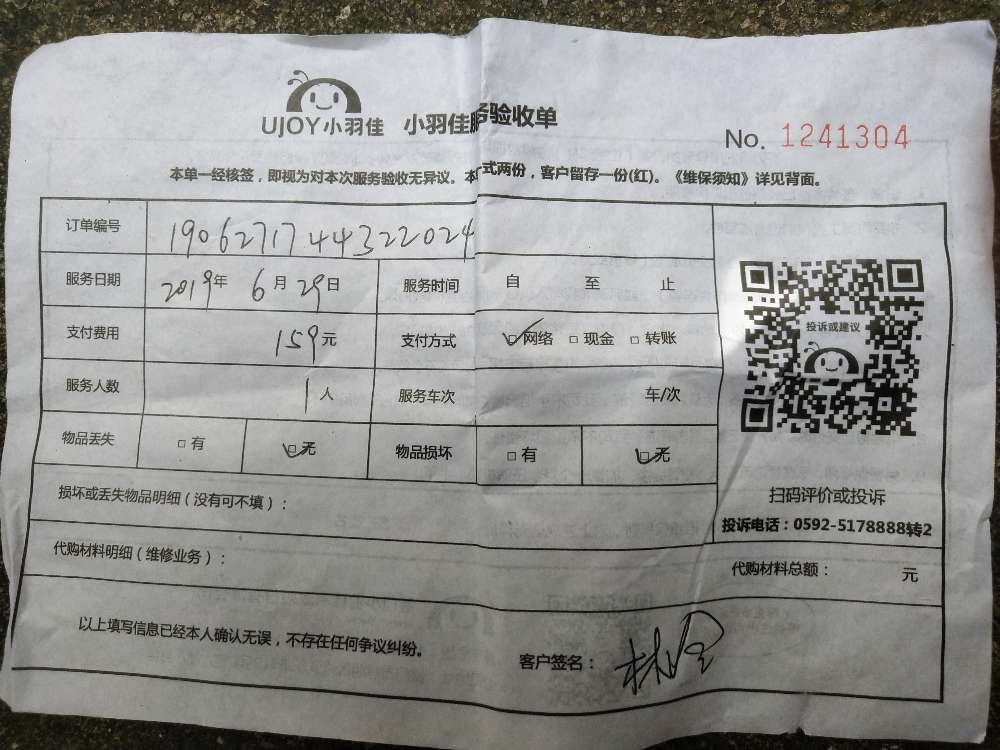 UJOY小羽佳 小羽佳服务验收单
No. 1241304
本单一经核签，即视为对本次服务验收无异议。本 式两份，客户留存一份(红)。《维保须知》详见背面。
订单编号 1906271744322024
服务日期 2019年 6月29日 服务时间 自 至 止
支付费用 159元 支付方式 ☑网络 □现金 □转账
服务人数 1人 服务车次 车/次
物品丢失 □有 ☑无 物品损坏 □有 ☑无
投诉或建议
扫码评价或投诉
投诉电话：0592-5178888转2
损坏或丢失物品明细（没有可不填）：
代购材料明细（维修业务）：
代购材料总额： 元
以上填写信息已经本人确认无误，不存在任何争议纠纷。
客户签名：林